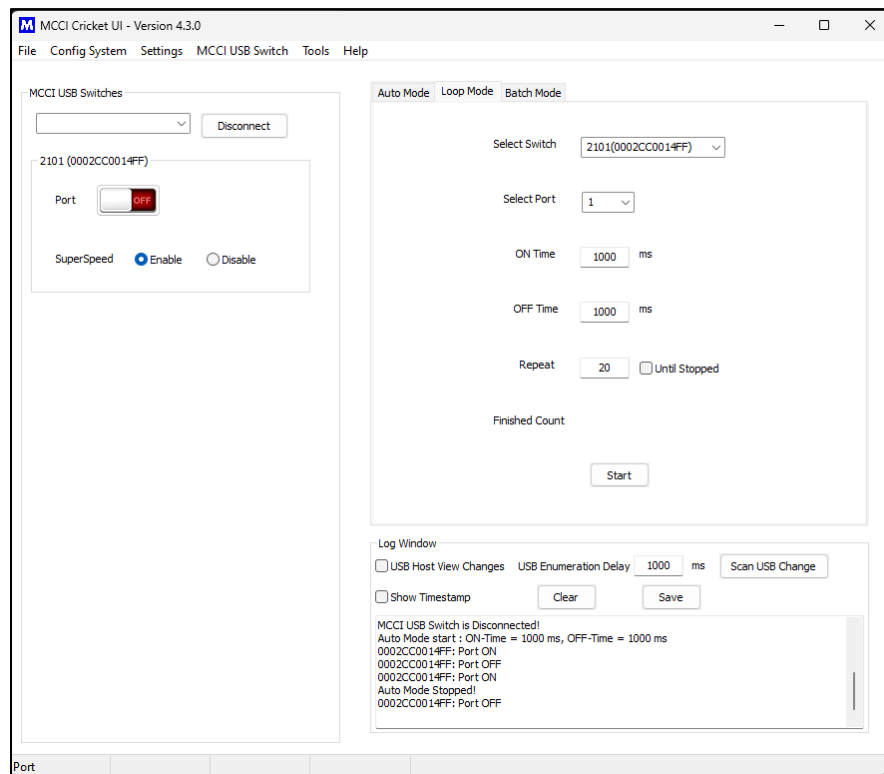 M MCCI Cricket UI - Version 4.3.0
File Config System Settings MCCI USB Switch Tools Help
MCCI USB Switches
Disconnect
2101 (0002CC0014FF)
Port OFF
SuperSpeed Enable Disable
Auto Mode Loop Mode Batch Mode
Select Switch 2101(0002CC0014FF)
Select Port 1
ON Time 1000 ms
OFF Time 1000 ms
Repeat 20 Until Stopped
Finished Count
Start
Log Window
USB Host View Changes USB Enumeration Delay 1000 ms Scan USB Change
Show Timestamp Clear Save
MCCI USB Switch is Disconnected!
Auto Mode start : ON-Time = 1000 ms, OFF-Time = 1000 ms
0002CC0014FF: Port ON
0002CC0014FF: Port OFF
0002CC0014FF: Port ON
Auto Mode Stopped!
0002CC0014FF: Port OFF
Port